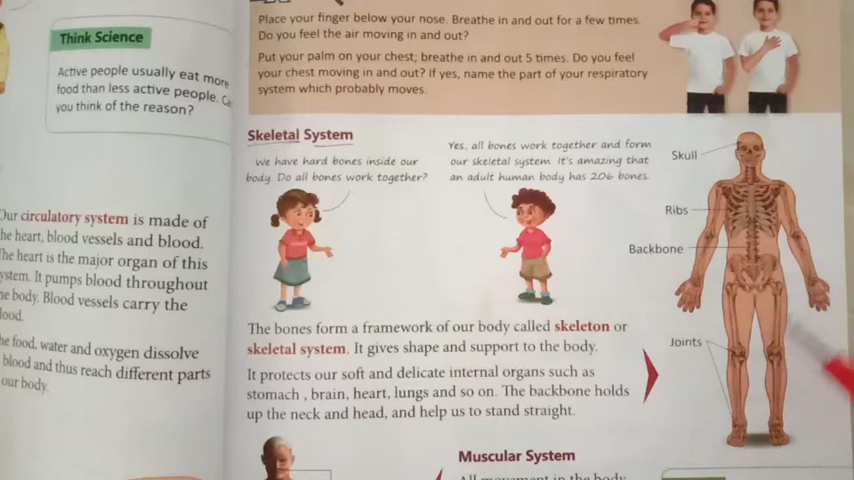 Think Science
Active people usually eat more
food than less active people.
you think of the reason?
Our circulatory system is made of
the heart, blood vessels and blood.
The heart is the major organ of this
system. It pumps blood throughout
body. Blood vessels carry the
food, water and oxygen dissolve
blood and thus reach different parts
our body.
Place your finger below your nose. Breathe in and out for a few times.
Do you feel the air moving in and out?
Put your palm on your chest; breathe in and out 5 times. Do you feel
your chest moving in and out? If yes, name the part of your respiratory
system which probably moves.
Skeletal System
We have hard bones inside our
body. Do all bones work together?
Yes, all bones work together and form
our skeletal system. It's amazing that
an adult human body has 206 bones.
Skull
Ribs
Backbone
Joints
The bones form a framework of our body called skeleton or
skeletal system. It gives shape and support to the body.
It protects our soft and delicate internal organs such as
stomach , brain, heart, lungs and so on. The backbone holds
up the neck and head, and help us to stand straight.
Muscular System
All movement in the body